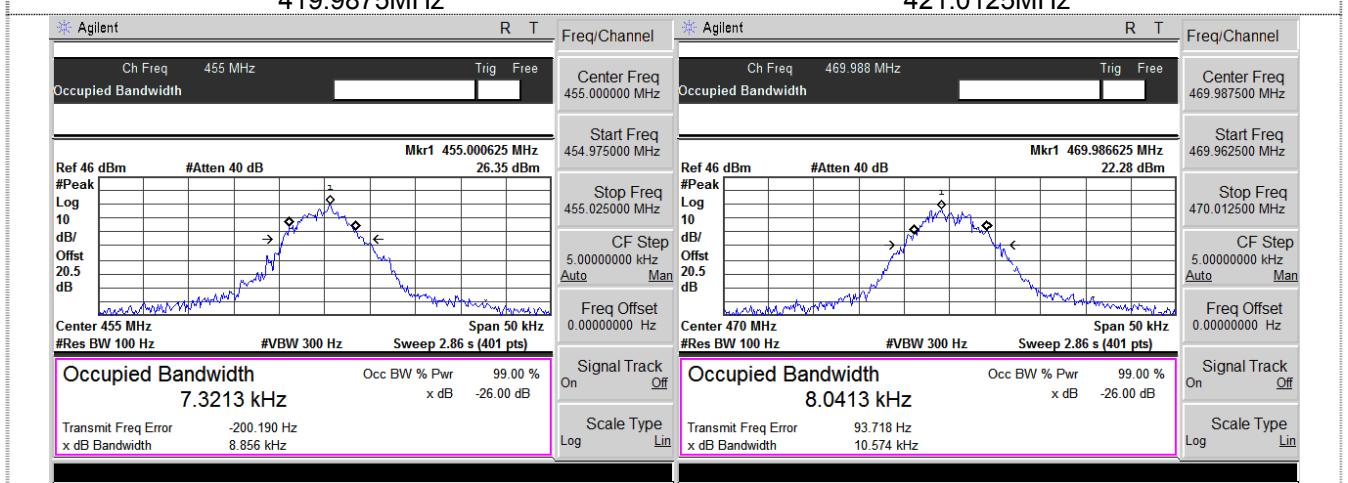 419.9875MHz
421.0125MHz
Agilent R T
Freq/Channel
Ch Freq 455 MHz Trig Free
Occupied Bandwidth
Center Freq
455.000000 MHz
Start Freq
454.975000 MHz
Mkr1 455.000625 MHz
Ref 46 dBm #Atten 40 dB 26.35 dBm
#Peak
Log
10
dB/
Offst
20.5
dB
1
Stop Freq
455.025000 MHz
CF Step
5.00000000 kHz
Auto Man
Freq Offset
0.00000000 Hz
Center 455 MHz Span 50 kHz
#Res BW 100 Hz #VBW 300 Hz Sweep 2.86 s (401 pts)
Signal Track
On Off
Occupied Bandwidth Occ BW % Pwr 99.00 %
7.3213 kHz x dB -26.00 dB
Transmit Freq Error -200.190 Hz
x dB Bandwidth 8.856 kHz
Scale Type
Log Lin
Agilent R T
Freq/Channel
Ch Freq 469.988 MHz Trig Free
Occupied Bandwidth
Center Freq
469.987500 MHz
Start Freq
469.962500 MHz
Mkr1 469.986625 MHz
Ref 46 dBm #Atten 40 dB 22.28 dBm
#Peak
Log
10
dB/
Offst
20.5
dB
1
Stop Freq
470.012500 MHz
CF Step
5.00000000 kHz
Auto Man
Freq Offset
0.00000000 Hz
Center 470 MHz Span 50 kHz
#Res BW 100 Hz #VBW 300 Hz Sweep 2.86 s (401 pts)
Signal Track
On Off
Occupied Bandwidth Occ BW % Pwr 99.00 %
8.0413 kHz x dB -26.00 dB
Transmit Freq Error 93.718 Hz
x dB Bandwidth 10.574 kHz
Scale Type
Log Lin